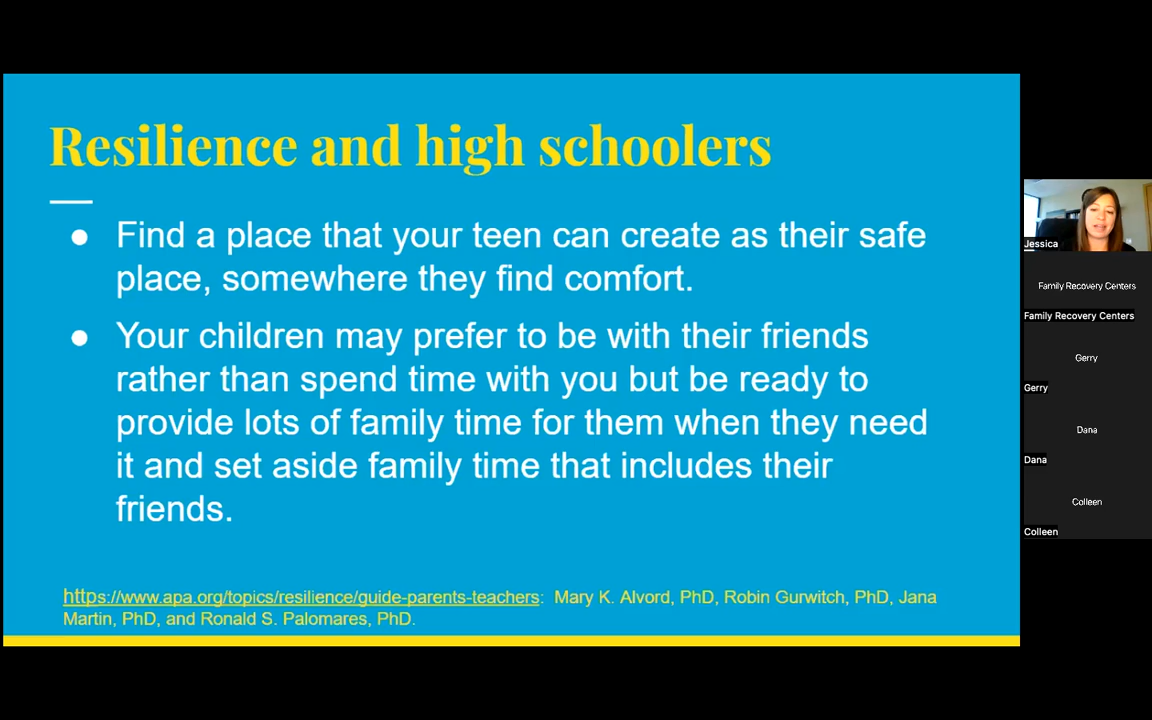 Resilience and high schoolers
● Find a place that your teen can create as their safe
place, somewhere they find comfort.
● Your children may prefer to be with their friends
rather than spend time with you but be ready to
provide lots of family time for them when they need
it and set aside family time that includes their
friends.
https://www.apa.org/topics/resilience/guide-parents-teachers: Mary K. Alvord, PhD, Robin Gurwitch, PhD, Jana
Martin, PhD, and Ronald S. Palomares, PhD.
Jessica
Family Recovery Centers
Family Recovery Centers
Gerry
Gerry
Dana
Dana
Colleen
Colleen